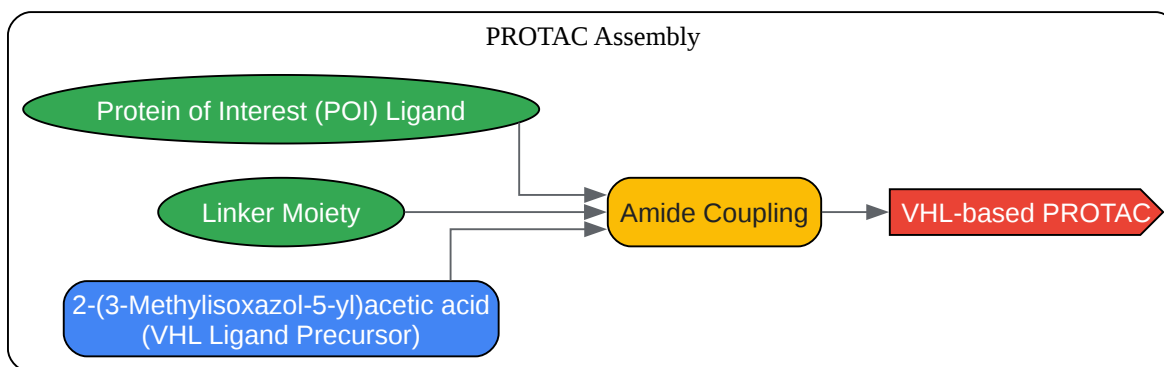 PROTAC Assembly
Protein of Interest (POI) Ligand
Linker Moiety
Amide Coupling
VHL-based PROTAC
2-(3-Methylisoxazol-5-yl)acetic acid
(VHL Ligand Precursor)